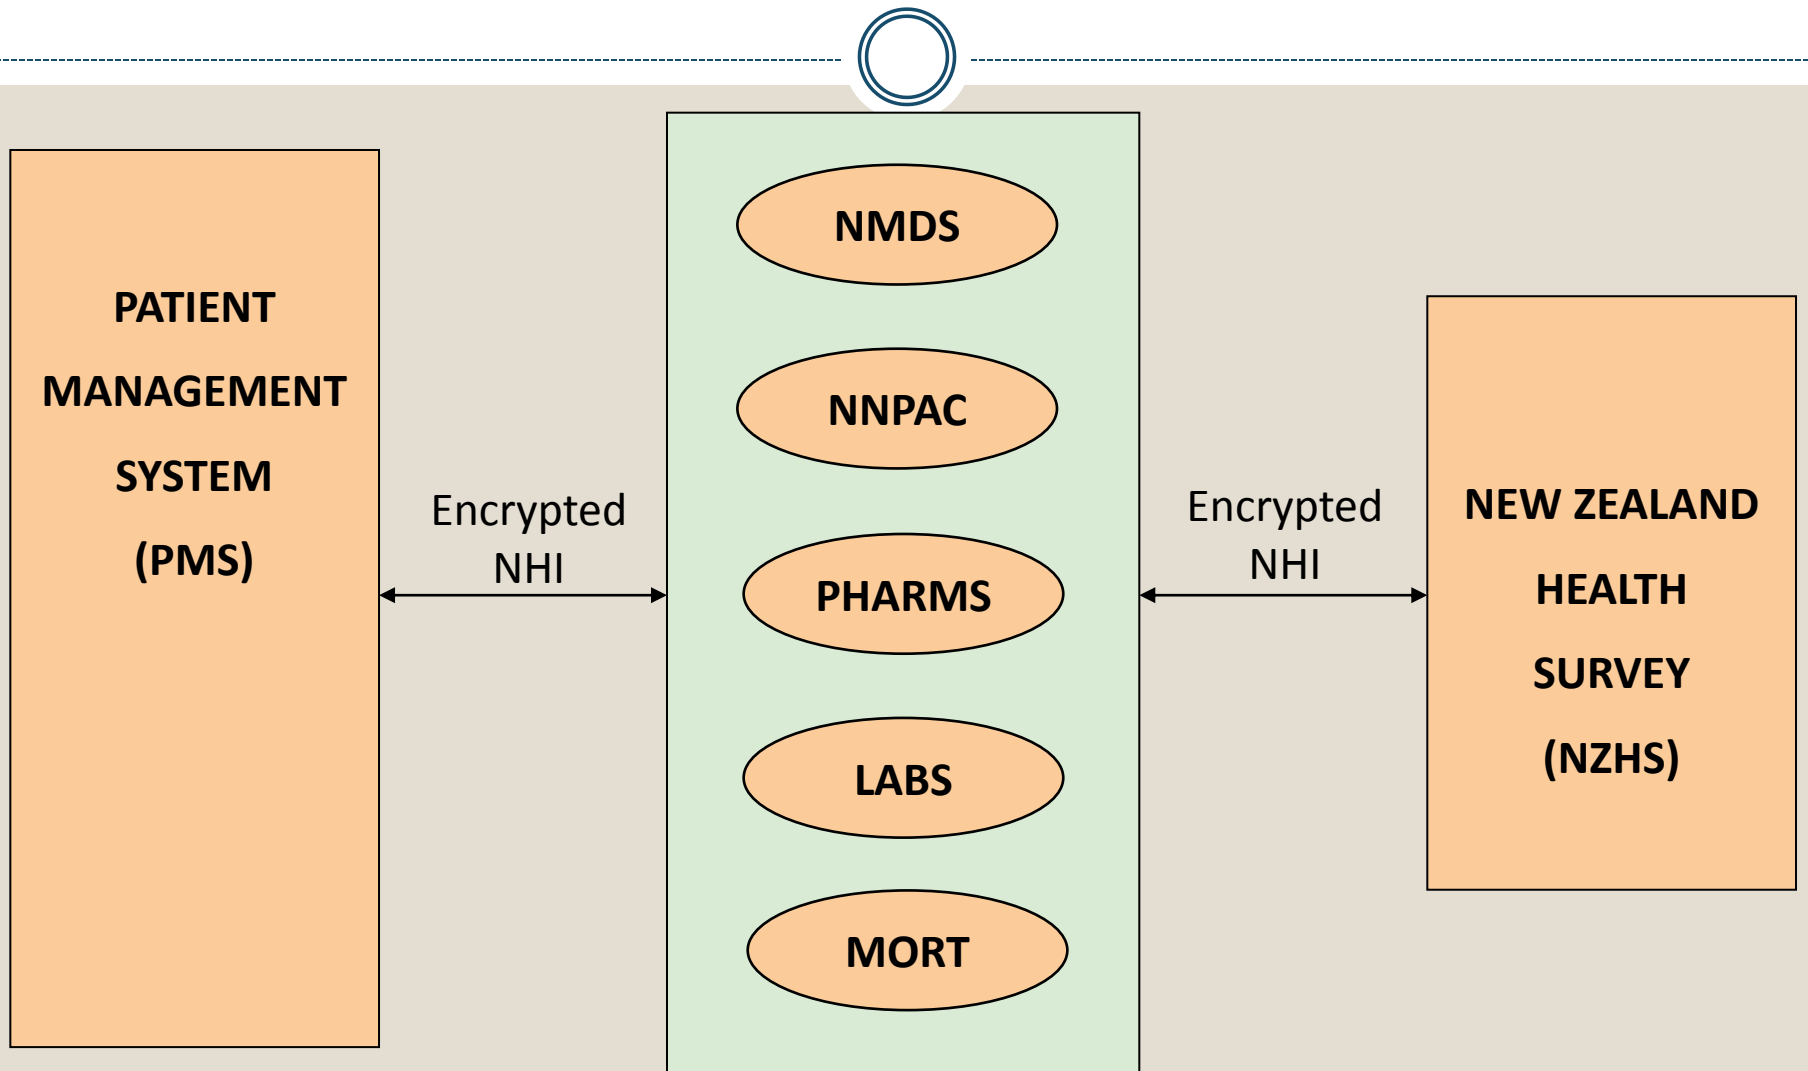 PATIENT
MANAGEMENT
SYSTEM
(PMS)
Encrypted
NHI
NMDS
NNPAC
PHARMS
LABS
MORT
Encrypted
NHI
NEW ZEALAND
HEALTH
SURVEY
(NZHS)